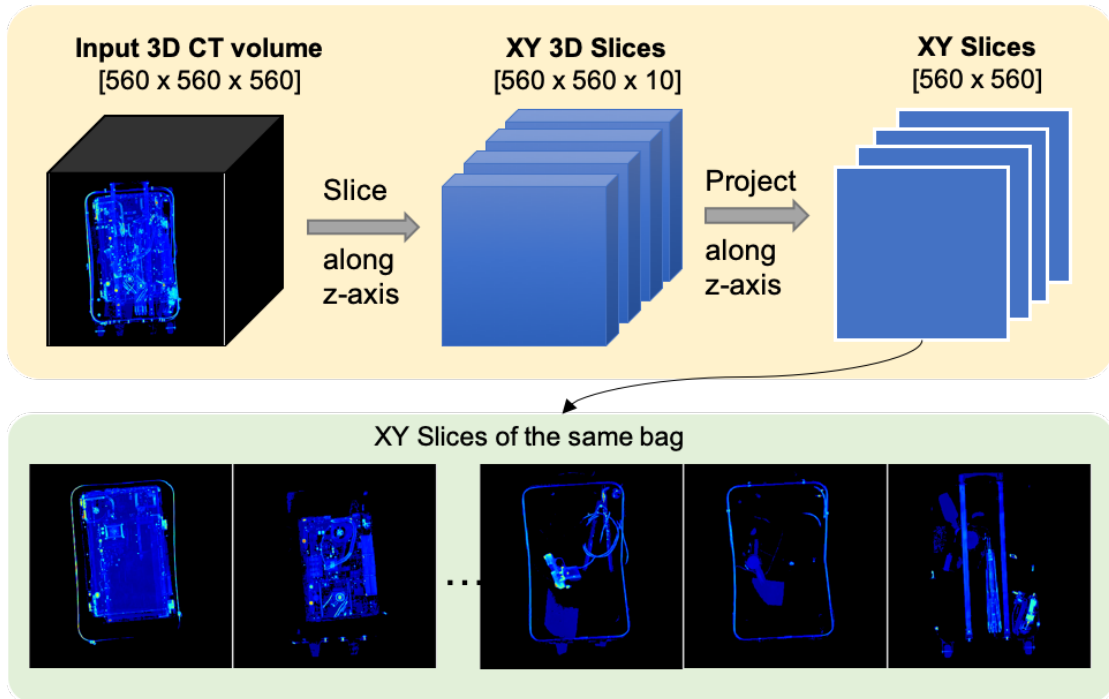 Input 3D CT volume
[560 x 560 x 560]
Slice
along
z-axis
XY 3D Slices
[560 x 560 x 10]
Project
along
z-axis
XY Slices
[560 x 560]
XY Slices of the same bag
...